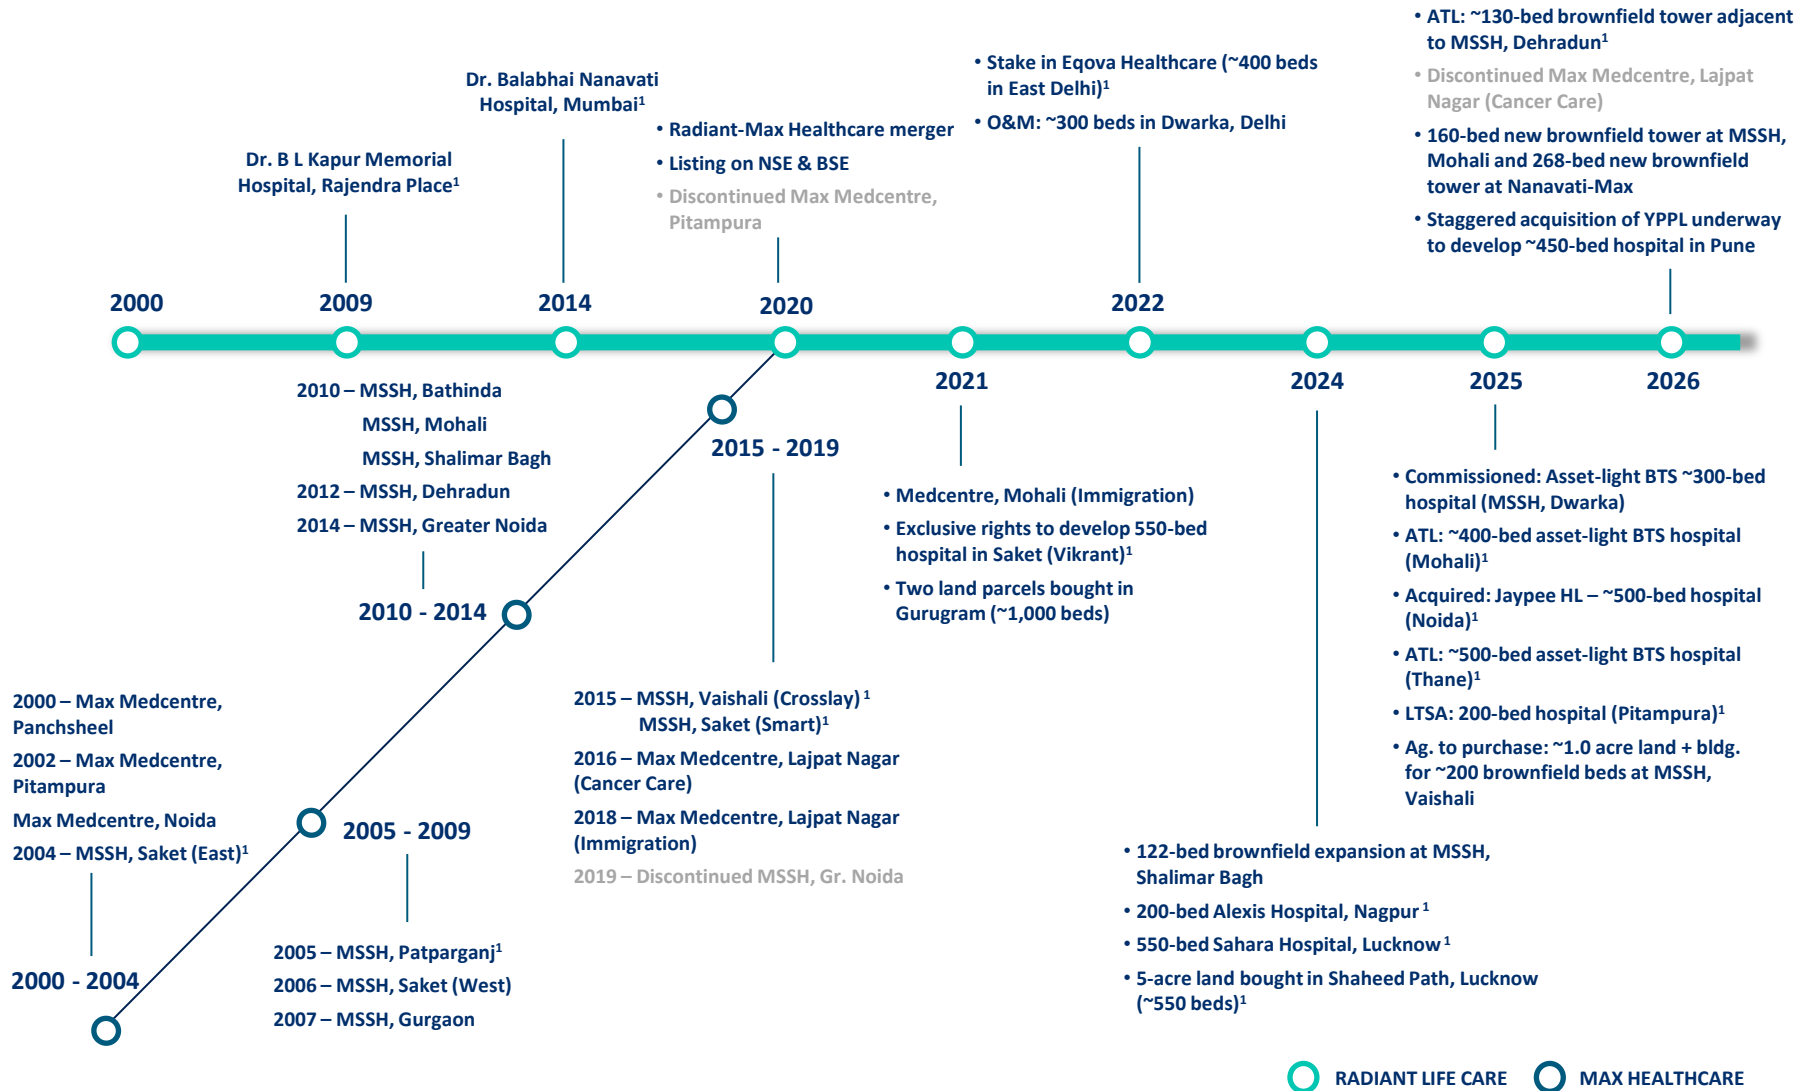 • ATL: ~130-bed brownfield tower adjacent
to MSSH, Dehradun¹
• Discontinued Max Medcentre, Lajpat
Nagar (Cancer Care)
• 160-bed new brownfield tower at MSSH,
Mohali and 268-bed new brownfield
tower at Nanavati-Max
• Staggered acquisition of YPPL underway
to develop ~450-bed hospital in Pune
• Stake in Eqova Healthcare (~400 beds
in East Delhi)¹
• O&M: ~300 beds in Dwarka, Delhi
Dr. Balabhai Nanavati
Hospital, Mumbai¹
• Radiant-Max Healthcare merger
• Listing on NSE & BSE
• Discontinued Max Medcentre,
Pitampura
Dr. B L Kapur Memorial
Hospital, Rajendra Place¹
2000
2009
2014
2020
2022
2021
2024
2025
2026
2010 – MSSH, Bathinda
MSSH, Mohali
MSSH, Shalimar Bagh
2012 – MSSH, Dehradun
2014 – MSSH, Greater Noida
2010 - 2014
2015 - 2019
• Medcentre, Mohali (Immigration)
• Exclusive rights to develop 550-bed
hospital in Saket (Vikrant)¹
• Two land parcels bought in
Gurugram (~1,000 beds)
• Commissioned: Asset-light BTS ~300-bed
hospital (MSSH, Dwarka)
• ATL: ~400-bed asset-light BTS hospital
(Mohali)¹
• Acquired: Jaypee HL – ~500-bed hospital
(Noida)¹
• ATL: ~500-bed asset-light BTS hospital
(Thane)¹
• LTSA: 200-bed hospital (Pitampura)¹
• Ag. to purchase: ~1.0 acre land + bldg.
for ~200 brownfield beds at MSSH,
Vaishali
2000 – Max Medcentre,
Panchsheel
2002 – Max Medcentre,
Pitampura
Max Medcentre, Noida
2004 – MSSH, Saket (East)¹
2000 - 2004
2005 - 2009
2005 – MSSH, Patparganj¹
2006 – MSSH, Saket (West)
2007 – MSSH, Gurgaon
2015 – MSSH, Vaishali (Crosslay) ¹
MSSH, Saket (Smart)¹
2016 – Max Medcentre, Lajpat Nagar
(Cancer Care)
2018 – Max Medcentre, Lajpat Nagar
(Immigration)
2019 – Discontinued MSSH, Gr. Noida
• 122-bed brownfield expansion at MSSH,
Shalimar Bagh
• 200-bed Alexis Hospital, Nagpur ¹
• 550-bed Sahara Hospital, Lucknow ¹
• 5-acre land bought in Shaheed Path, Lucknow
(~550 beds)¹
RADIANT LIFE CARE
MAX HEALTHCARE